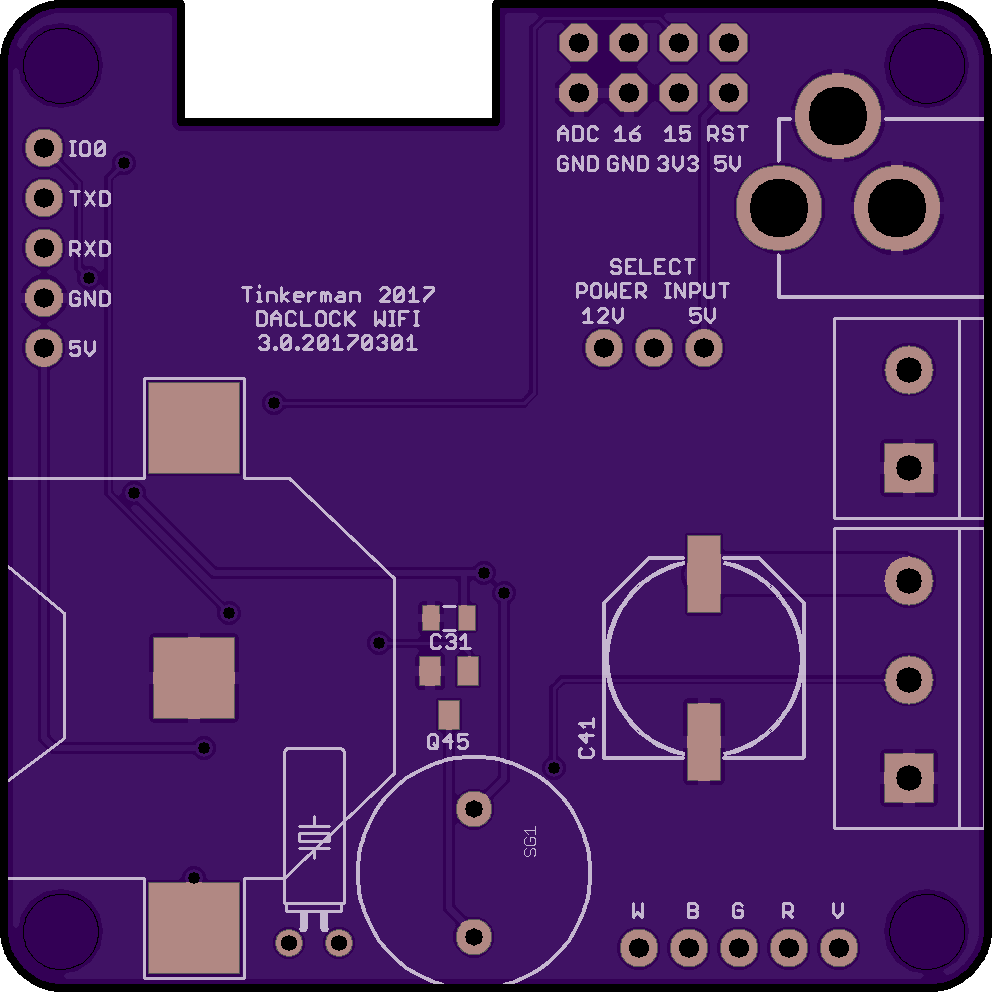 ADC 16 15 RST
GND GND 3V3 5V
IO0
TXD
RXD
GND
5V
SELECT
POWER INPUT
12V 5V
Tinkerman 2017
DACLOCK WIFI
3.0.20170301
C31
Q45
C41
SG1
W B G R V